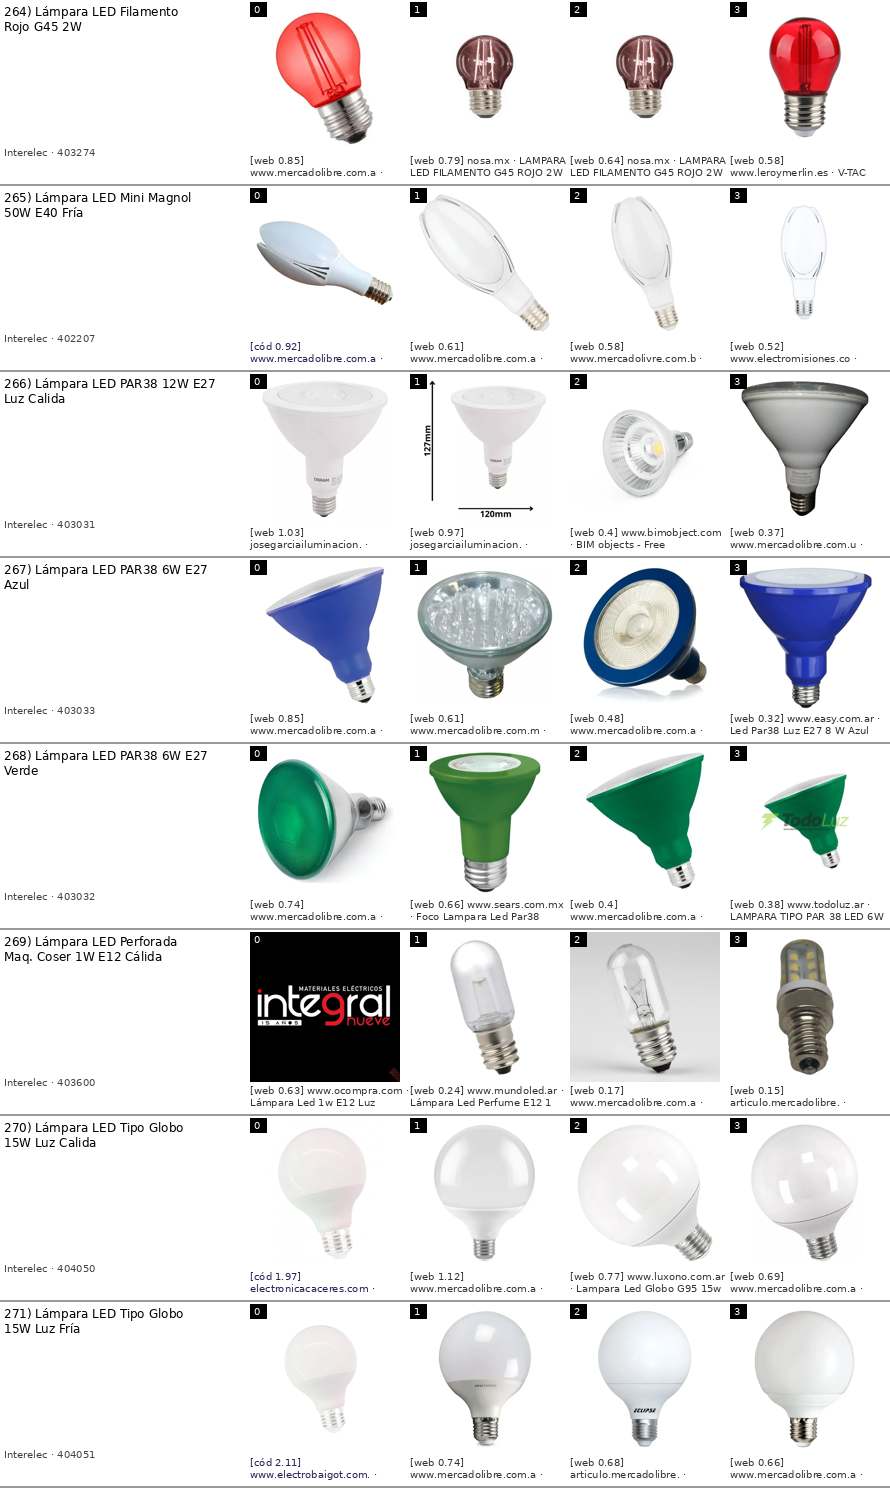 264) Lámpara LED Filamento
Rojo G45 2W
Interelec · 403274
0
[web 0.85]
www.mercadolibre.com.a ·
1
[web 0.79] nosa.mx · LAMPARA
LED FILAMENTO G45 ROJO 2W
2
[web 0.64] nosa.mx · LAMPARA
LED FILAMENTO G45 ROJO 2W
3
[web 0.58]
www.leroymerlin.es · V-TAC
265) Lámpara LED Mini Magnol
50W E40 Fría
Interelec · 402207
0
[cód 0.92]
www.mercadolibre.com.a ·
1
[web 0.61]
www.mercadolibre.com.a ·
2
[web 0.58]
www.mercadolivre.com.b ·
3
[web 0.52]
www.electromisiones.co ·
266) Lámpara LED PAR38 12W E27
Luz Calida
Interelec · 403031
0
OSRAM
[web 1.03]
josegarciailuminacion. ·
1
127mm
120mm
[web 0.97]
josegarciailuminacion. ·
2
[web 0.4] www.bimobject.com
· BIM objects - Free
3
[web 0.37]
www.mercadolibre.com.u ·
267) Lámpara LED PAR38 6W E27
Azul
Interelec · 403033
0
[web 0.85]
www.mercadolibre.com.a ·
1
[web 0.61]
www.mercadolibre.com.m ·
2
[web 0.48]
www.mercadolibre.com.a ·
3
[web 0.32] www.easy.com.ar ·
Led Par38 Luz E27 8 W Azul
268) Lámpara LED PAR38 6W E27
Verde
Interelec · 403032
0
[web 0.74]
www.mercadolibre.com.a ·
1
[web 0.66] www.sears.com.mx
· Foco Lampara Led Par38
2
[web 0.4]
www.mercadolibre.com.a ·
3
TodoLuz
[web 0.38] www.todoluz.ar ·
LAMPARA TIPO PAR 38 LED 6W
269) Lámpara LED Perforada
Maq. Coser 1W E12 Cálida
Interelec · 403600
0
MATERIALES ELÉCTRICOS
integral
15 AÑOS
nueve
[web 0.63] www.ocompra.com ·
Lámpara Led 1w E12 Luz
1
[web 0.24] www.mundoled.ar ·
Lámpara Led Perfume E12 1
2
[web 0.17]
www.mercadolibre.com.a ·
3
[web 0.15]
articulo.mercadolibre. ·
270) Lámpara LED Tipo Globo
15W Luz Calida
Interelec · 404050
0
[cód 1.97]
electronicacaceres.com ·
1
[web 1.12]
www.mercadolibre.com.a ·
2
[web 0.77] www.luxono.com.ar
· Lampara Led Globo G95 15w
3
[web 0.69]
www.mercadolibre.com.a ·
271) Lámpara LED Tipo Globo
15W Luz Fría
Interelec · 404051
0
[cód 2.11]
www.electrobaigot.com. ·
1
[web 0.74]
www.mercadolibre.com.a ·
2
ECLIPSE
[web 0.68]
articulo.mercadolibre. ·
3
[web 0.66]
www.mercadolibre.com.a ·